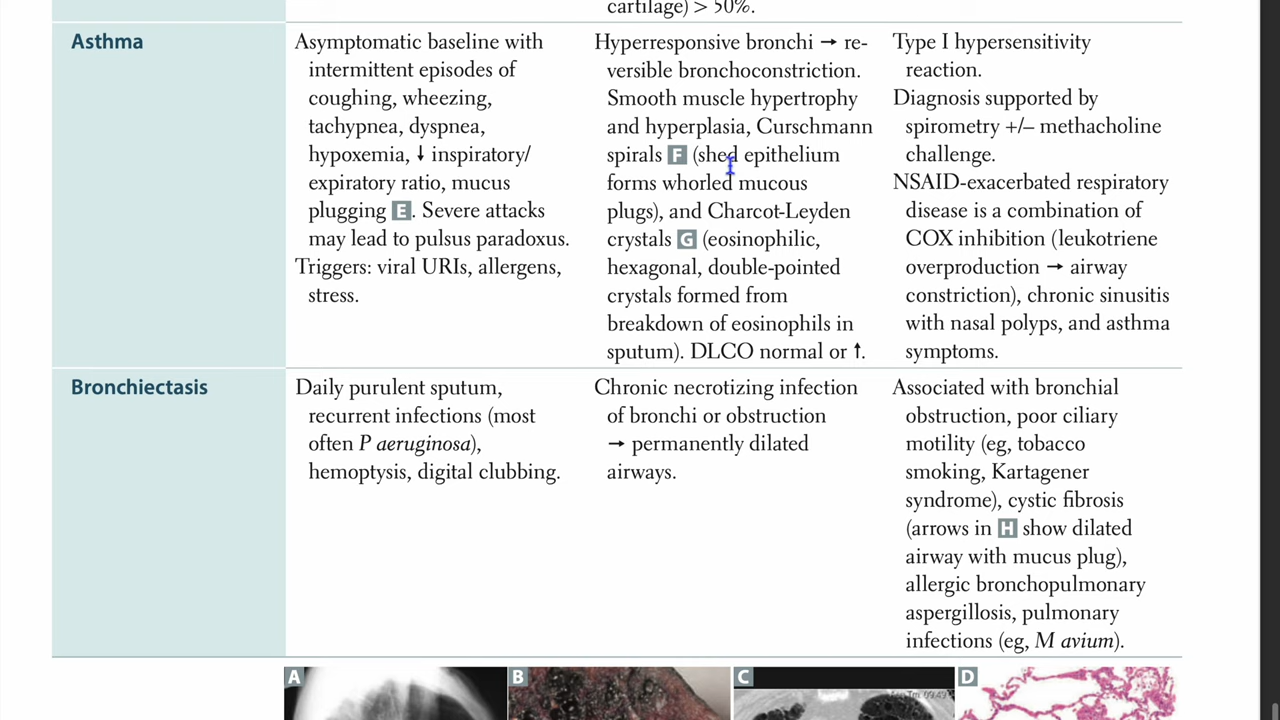 cartilage) > 50%.
Asthma
Asymptomatic baseline with
intermittent episodes of
coughing, wheezing,
tachypnea, dyspnea,
hypoxemia, ↓ inspiratory/
expiratory ratio, mucus
plugging E. Severe attacks
may lead to pulsus paradoxus.
Triggers: viral URIs, allergens,
stress.
Hyperresponsive bronchi → re-
versible bronchoconstriction.
Smooth muscle hypertrophy
and hyperplasia, Curschmann
spirals F (shed epithelium
forms whorled mucous
plugs), and Charcot-Leyden
crystals G (eosinophilic,
hexagonal, double-pointed
crystals formed from
breakdown of eosinophils in
sputum). DLCO normal or ↑.
Type I hypersensitivity
reaction.
Diagnosis supported by
spirometry +/– methacholine
challenge.
NSAID-exacerbated respiratory
disease is a combination of
COX inhibition (leukotriene
overproduction → airway
constriction), chronic sinusitis
with nasal polyps, and asthma
symptoms.
Bronchiectasis
Daily purulent sputum,
recurrent infections (most
often P aeruginosa),
hemoptysis, digital clubbing.
Chronic necrotizing infection
of bronchi or obstruction
→ permanently dilated
airways.
Associated with bronchial
obstruction, poor ciliary
motility (eg, tobacco
smoking, Kartagener
syndrome), cystic fibrosis
(arrows in H show dilated
airway with mucus plug),
allergic bronchopulmonary
aspergillosis, pulmonary
infections (eg, M avium).
A
B
C
D